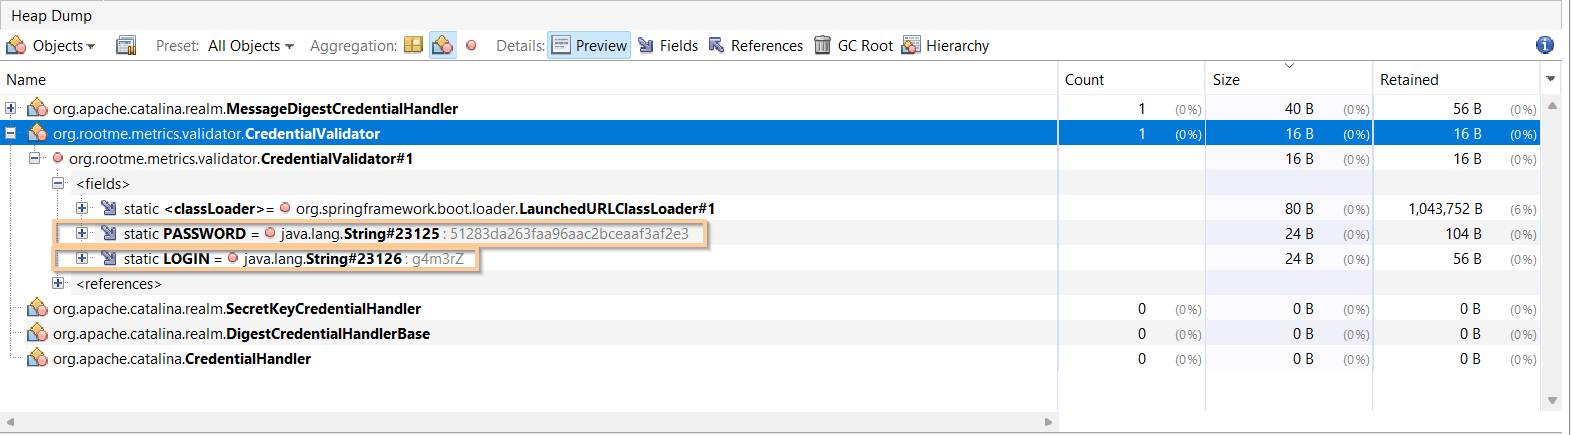 Heap Dump
Objects Preset: All Objects Aggregation: Details: Preview Fields References GC Root Hierarchy
Name Count Size Retained
org.apache.catalina.realm.MessageDigestCredentialHandler 1 (0%) 40 B (0%) 56 B (0%)
org.rootme.metrics.validator.CredentialValidator 1 (0%) 16 B (0%) 16 B (0%)
org.rootme.metrics.validator.CredentialValidator#1 16 B (0%) 16 B (0%)
<fields>
static <classLoader> = org.springframework.boot.loader.LaunchedURLClassLoader#1 80 B (0%) 1,043,752 B (6%)
static PASSWORD = java.lang.String#23125 : 51283da263faa96aac2bceaaf3af2e3 24 B (0%) 104 B (0%)
static LOGIN = java.lang.String#23126 : g4m3rZ 24 B (0%) 56 B (0%)
<references>
org.apache.catalina.realm.SecretKeyCredentialHandler 0 (0%) 0 B (0%) 0 B (0%)
org.apache.catalina.realm.DigestCredentialHandlerBase 0 (0%) 0 B (0%) 0 B (0%)
org.apache.catalina.CredentialHandler 0 (0%) 0 B (0%) 0 B (0%)